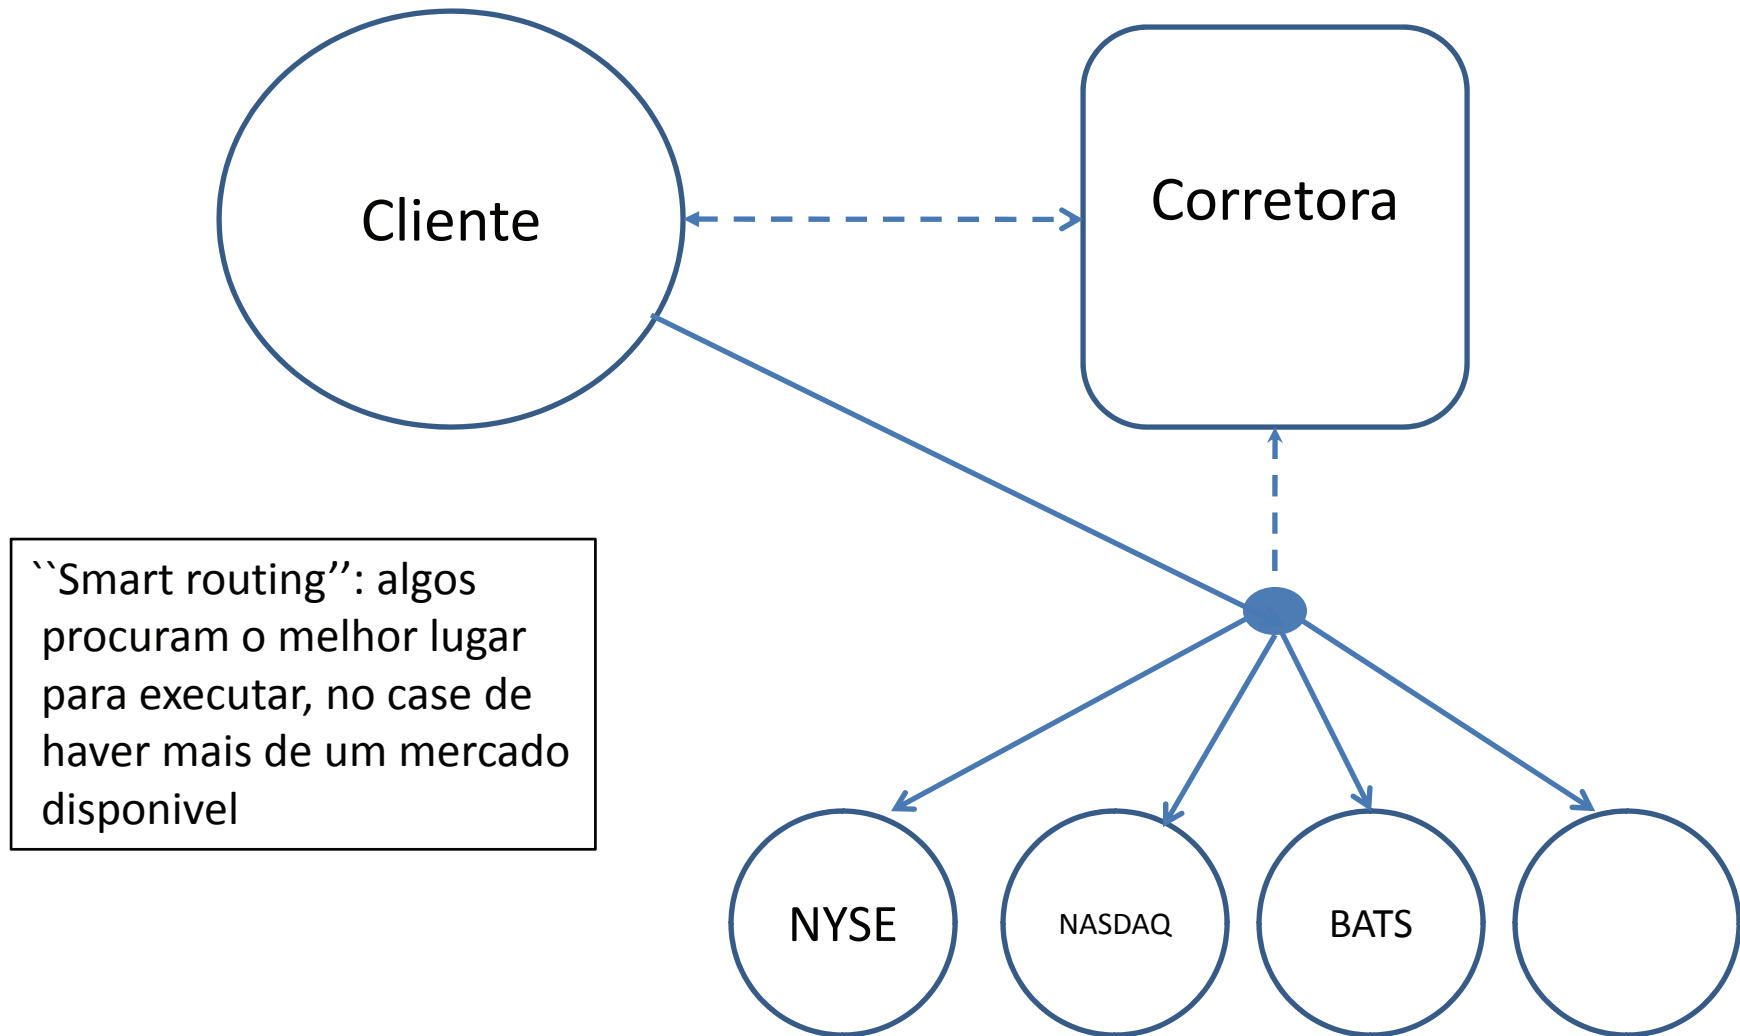 Cliente
Corretora
``Smart routing’’: algos
procuram o melhor lugar
para executar, no case de
haver mais de um mercado
disponivel
NYSE
NASDAQ
BATS